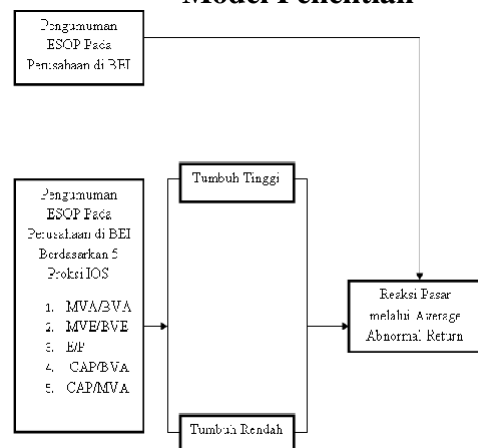 Model Penelitian
Pengumuman
ESOP Pada
Perusahaan di BEI
Pengumuman
ESOP Pada
Perusahaan di BEI
Berdasarkan 5
Proksi IOS
1. MVA/BVA
2. MVE/BVE
3. E/P
4. CAP/BVA
5. CAP/MVA
Tumbuh Tinggi
Tumbuh Rendah
Reaksi Pasar
melalui Average
Abnormal Return